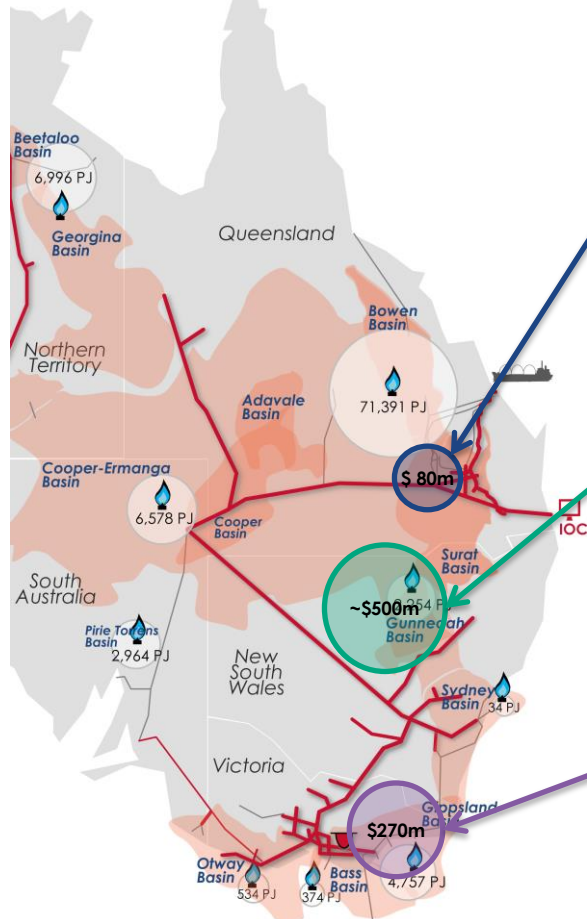 Beetaloo
Basin
6,996 PJ
Georgina
Basin
Queensland
Bowen
Basin
Northern
Territory
71,391 PJ
Adavale
Basin
Cooper-Ermanga
Basin
$ 80m
6,578 PJ
Cooper
Basin
IOC
Surat
Basin
South
Australia
~$500m
254 PJ
Gunnedah
Basin
Pirie Torrens
Basin
2,964 PJ
New
South
Wales
Sydney
Basin
34 PJ
Victoria
Gippsland
Basin
$270m
Otway
Basin
Bass
Basin
534 PJ
374 PJ
4,757 PJ